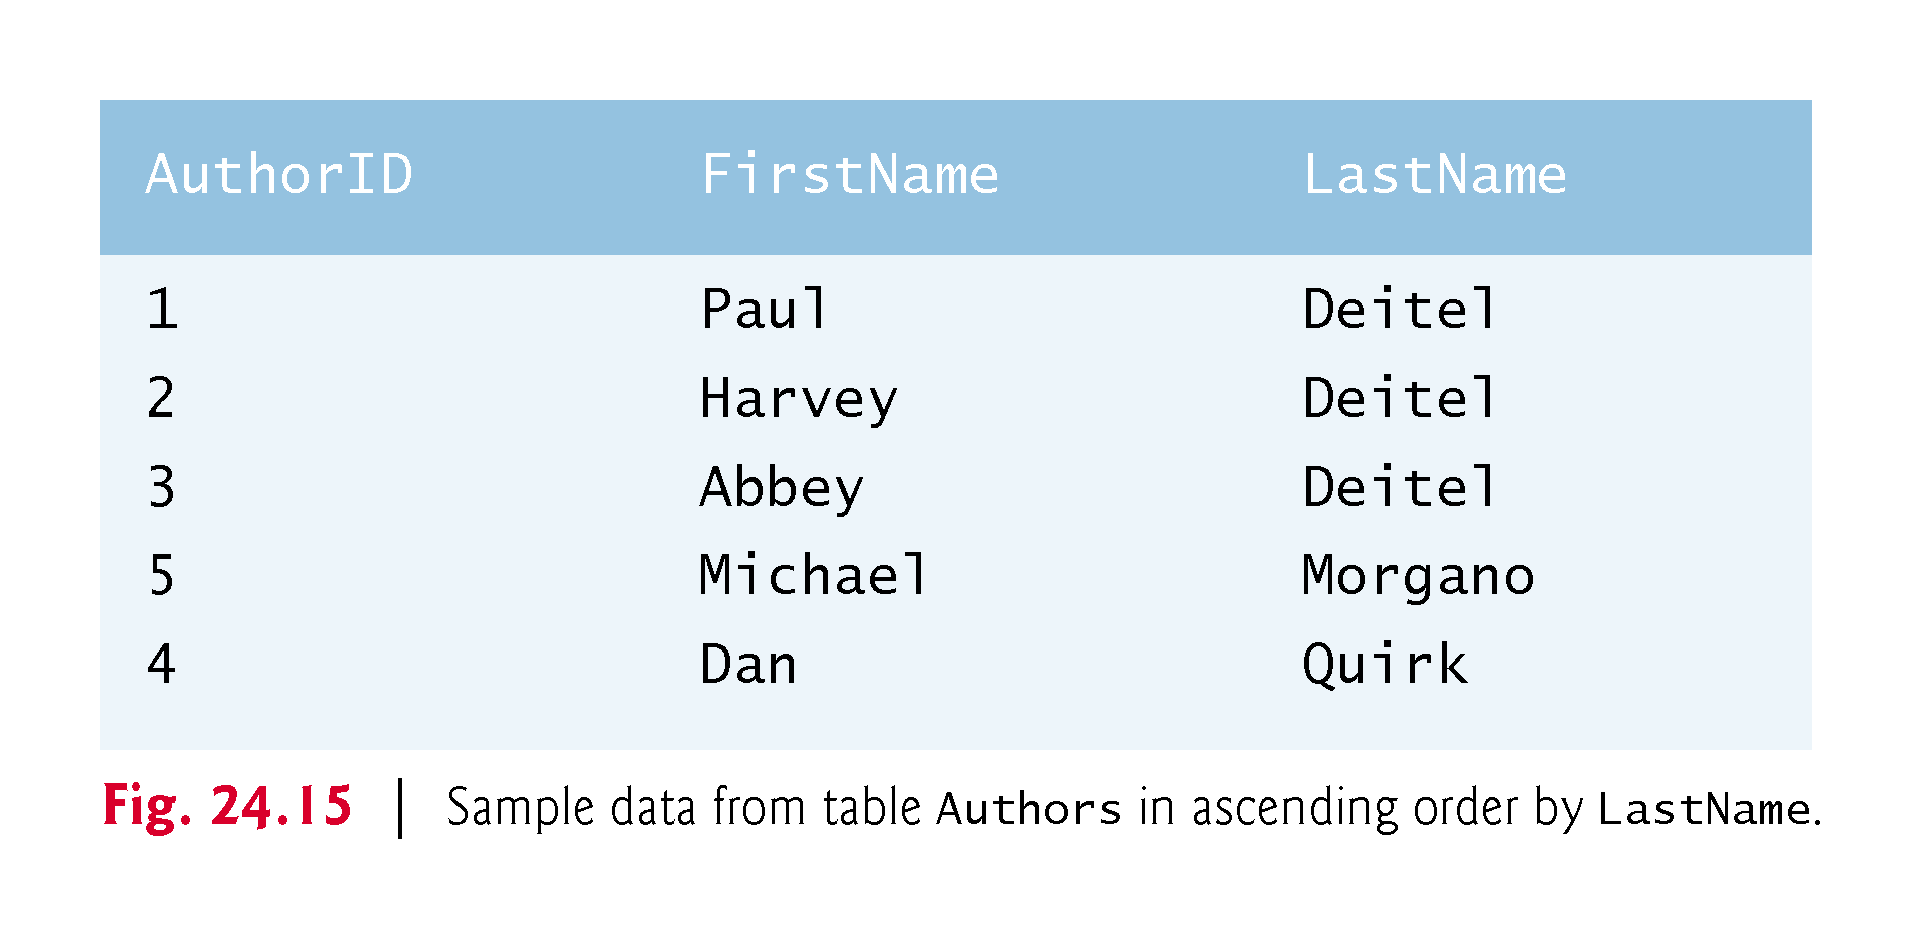 AuthorID FirstName LastName
1 Paul Deitel
2 Harvey Deitel
3 Abbey Deitel
5 Michael Morgano
4 Dan Quirk
Fig. 24.15 | Sample data from table Authors in ascending order by LastName.